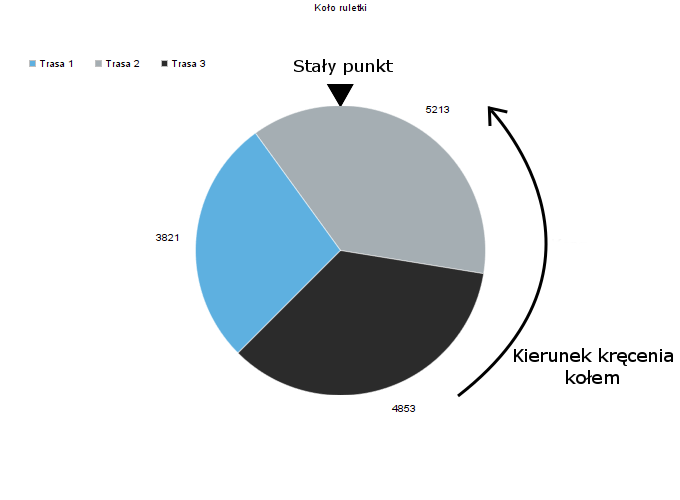 Koło ruletki
Trasa 1
Trasa 2
Trasa 3
Stały punkt
5213
3821
Kierunek kręcenia
kołem
4853